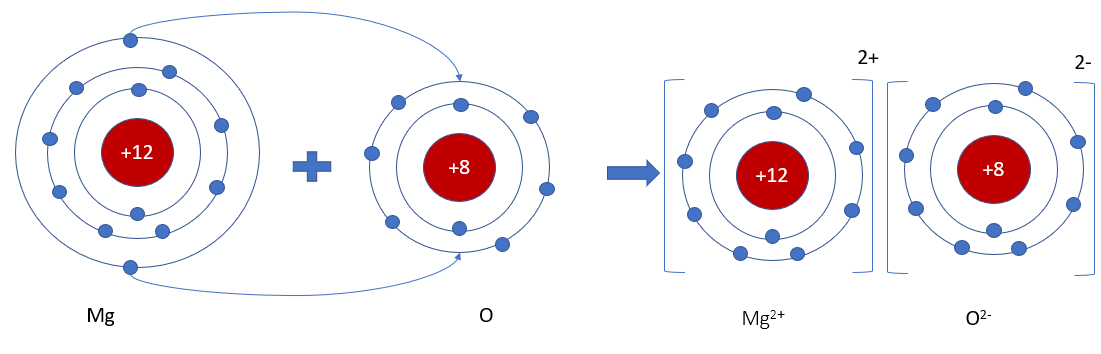 2+
2-
+12
+8
+12
+8
Mg
O
Mg²⁺
O²⁻